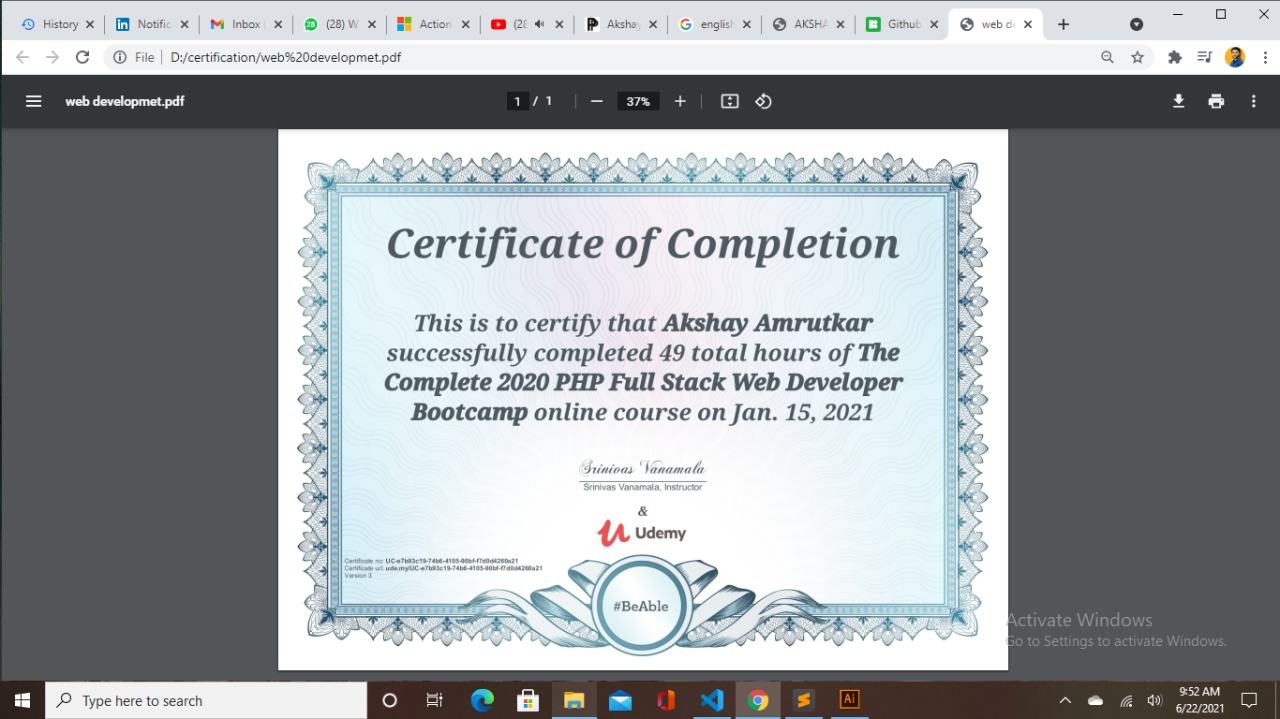 History
Notific
Inbox (
(28) W
Action
(28
Akshay
english
AKSHA
Github
web de
File
D:/certification/web%20developmet.pdf
web developmet.pdf
1 / 1
37%
Certificate of Completion
This is to certify that Akshay Amrutkar
successfully completed 49 total hours of The
Complete 2020 PHP Full Stack Web Developer
Bootcamp online course on Jan. 15, 2021
Srinivas Vanamala
Srinivas Vanamala, Instructor
&
Udemy
Certificate no: UC-e7b93c19-74b6-4105-90bf-f7d0d4260a21
Certificate url: ude.my/UC-e7b93c19-74b6-4105-90bf-f7d0d4260a21
Version 3
#BeAble
Activate Windows
Go to Settings to activate Windows.
Type here to search
Ai
9:52 AM
6/22/2021